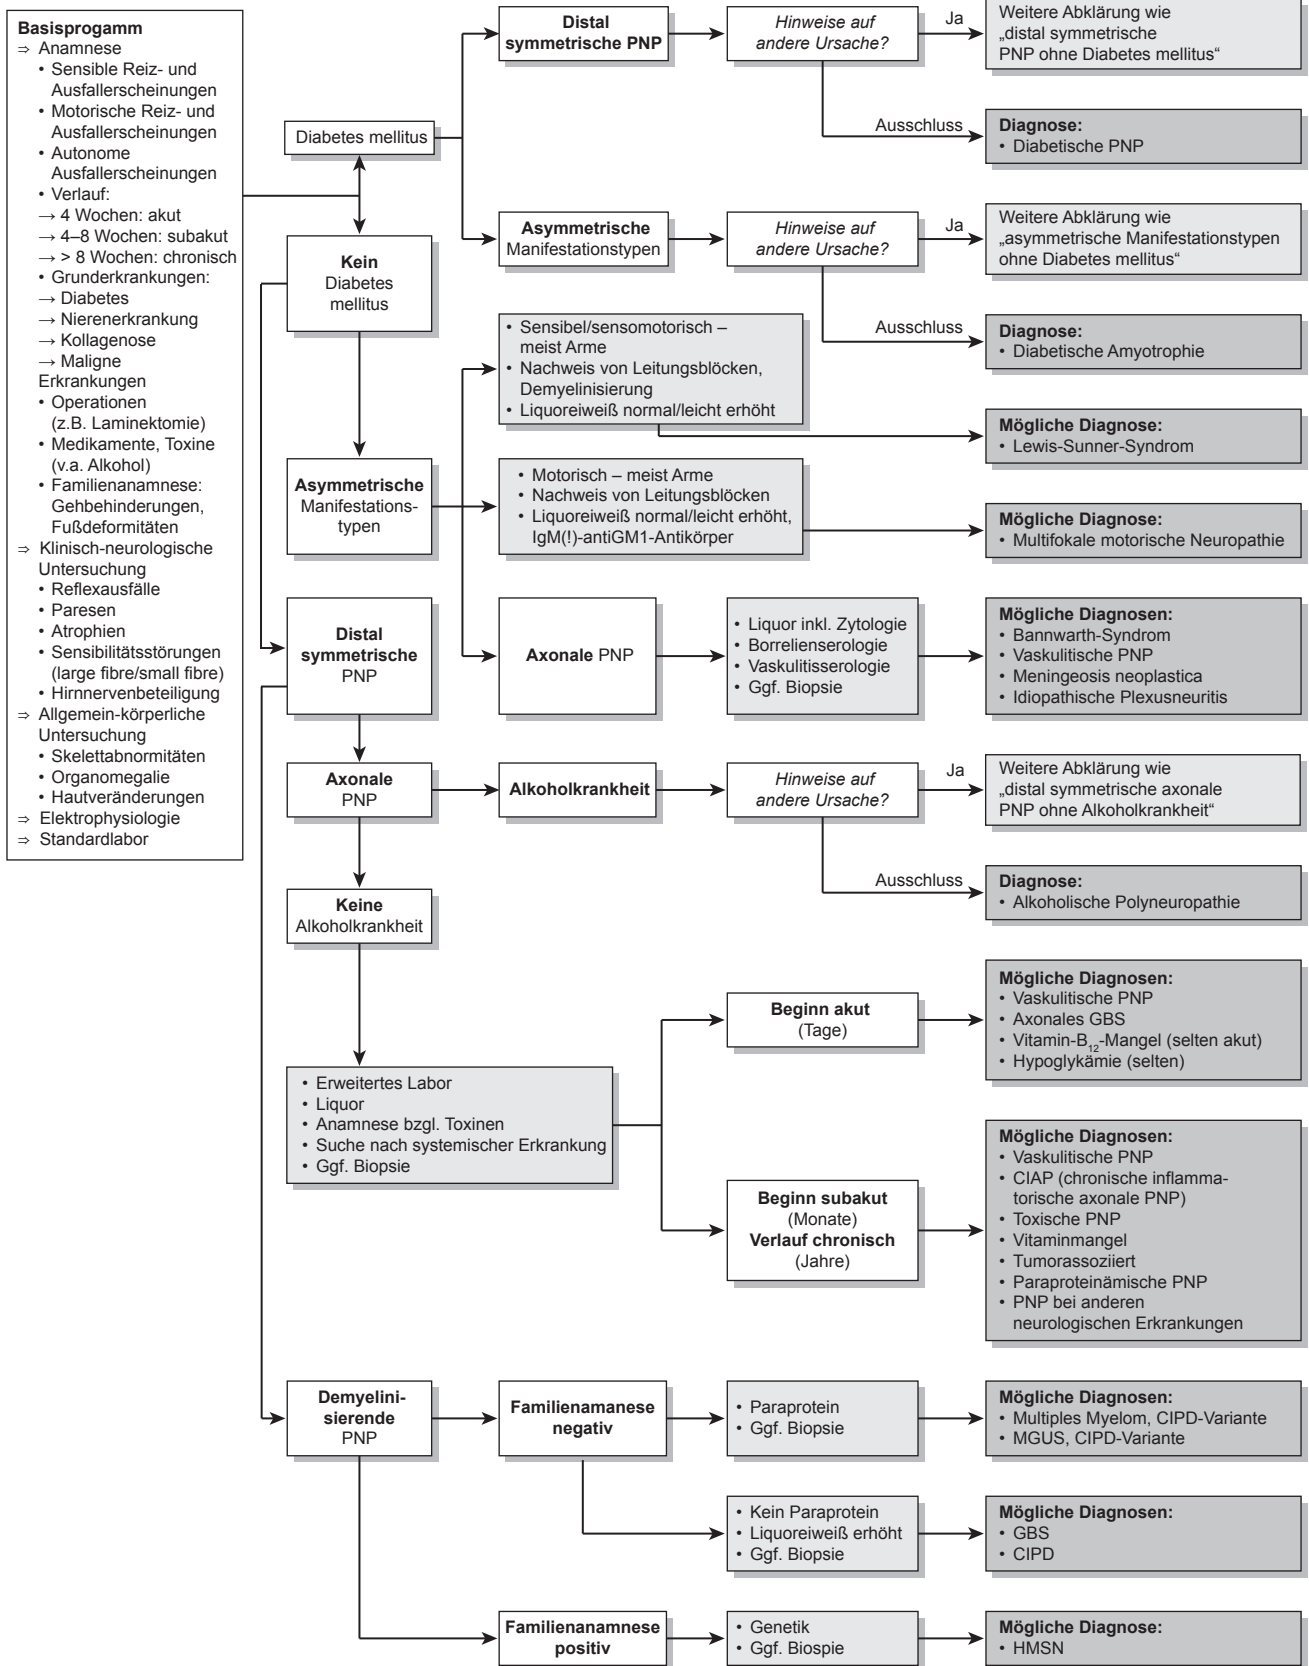 Basisprogamm
⇒ Anamnese
• Sensible Reiz- und
Ausfallerscheinungen
• Motorische Reiz- und
Ausfallerscheinungen
• Autonome
Ausfallerscheinungen
• Verlauf:
→ 4 Wochen: akut
→ 4–8 Wochen: subakut
→ > 8 Wochen: chronisch
• Grunderkrankungen:
→ Diabetes
→ Nierenerkrankung
→ Kollagenose
→ Maligne
Erkrankungen
• Operationen
(z.B. Laminektomie)
• Medikamente, Toxine
(v.a. Alkohol)
• Familienanamnese:
Gehbehinderungen,
Fußdeformitäten
⇒ Klinisch-neurologische
Untersuchung
• Reflexausfälle
• Paresen
• Atrophien
• Sensibilitätsstörungen
(large fibre/small fibre)
• Hirnnervenbeteiligung
⇒ Allgemein-körperliche
Untersuchung
• Skelettabnormitäten
• Organomegalie
• Hautveränderungen
⇒ Elektrophysiologie
⇒ Standardlabor
Diabetes mellitus
Distal
symmetrische PNP
Hinweise auf
andere Ursache?
Ja
Weitere Abklärung wie
„distal symmetrische
PNP ohne Diabetes mellitus“
Ausschluss
Diagnose:
• Diabetische PNP
Asymmetrische
Manifestationstypen
Hinweise auf
andere Ursache?
Ja
Weitere Abklärung wie
„asymmetrische Manifestationstypen
ohne Diabetes mellitus“
Ausschluss
Diagnose:
• Diabetische Amyotrophie
Kein
Diabetes
mellitus
Asymmetrische
Manifestations-
typen
• Sensibel/sensomotorisch –
meist Arme
• Nachweis von Leitungsblöcken,
Demyelinisierung
• Liquoreiweiß normal/leicht erhöht
Mögliche Diagnose:
• Lewis-Sunner-Syndrom
• Motorisch – meist Arme
• Nachweis von Leitungsblöcken
• Liquoreiweiß normal/leicht erhöht,
IgM(!)-antiGM1-Antikörper
Mögliche Diagnose:
• Multifokale motorische Neuropathie
Axonale PNP
• Liquor inkl. Zytologie
• Borrelienserologie
• Vaskulitisserologie
• Ggf. Biopsie
Mögliche Diagnosen:
• Bannwarth-Syndrom
• Vaskulitische PNP
• Meningeosis neoplastica
• Idiopathische Plexusneuritis
Distal
symmetrische
PNP
Axonale
PNP
Alkoholkrankheit
Hinweise auf
andere Ursache?
Ja
Weitere Abklärung wie
„distal symmetrische axonale
PNP ohne Alkoholkrankheit“
Ausschluss
Diagnose:
• Alkoholische Polyneuropathie
Keine
Alkoholkrankheit
• Erweitertes Labor
• Liquor
• Anamnese bzgl. Toxinen
• Suche nach systemischer Erkrankung
• Ggf. Biopsie
Beginn akut
(Tage)
Mögliche Diagnosen:
• Vaskulitische PNP
• Axonales GBS
• Vitamin-B12-Mangel (selten akut)
• Hypoglykämie (selten)
Beginn subakut
(Monate)
Verlauf chronisch
(Jahre)
Mögliche Diagnosen:
• Vaskulitische PNP
• CIAP (chronische inflamma-
torische axonale PNP)
• Toxische PNP
• Vitaminmangel
• Tumorassoziiert
• Paraproteinämische PNP
• PNP bei anderen
neurologischen Erkrankungen
Demyelini-
sierende
PNP
Familienamanese
negativ
• Paraprotein
• Ggf. Biopsie
Mögliche Diagnosen:
• Multiples Myelom, CIPD-Variante
• MGUS, CIPD-Variante
• Kein Paraprotein
• Liquoreiweiß erhöht
• Ggf. Biopsie
Mögliche Diagnosen:
• GBS
• CIPD
Familienanamnese
positiv
• Genetik
• Ggf. Biospie
Mögliche Diagnose:
• HMSN